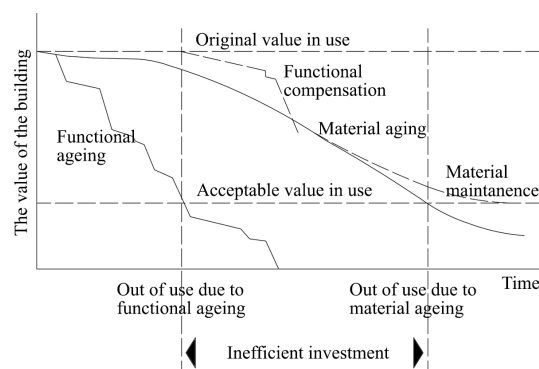 The value of the building
Original value in use
Functional
compensation
Functional
ageing
Material aging
Material
maintanence
Acceptable value in use
Time
Out of use due to
functional ageing
Out of use due to
material ageing
Inefficient investment